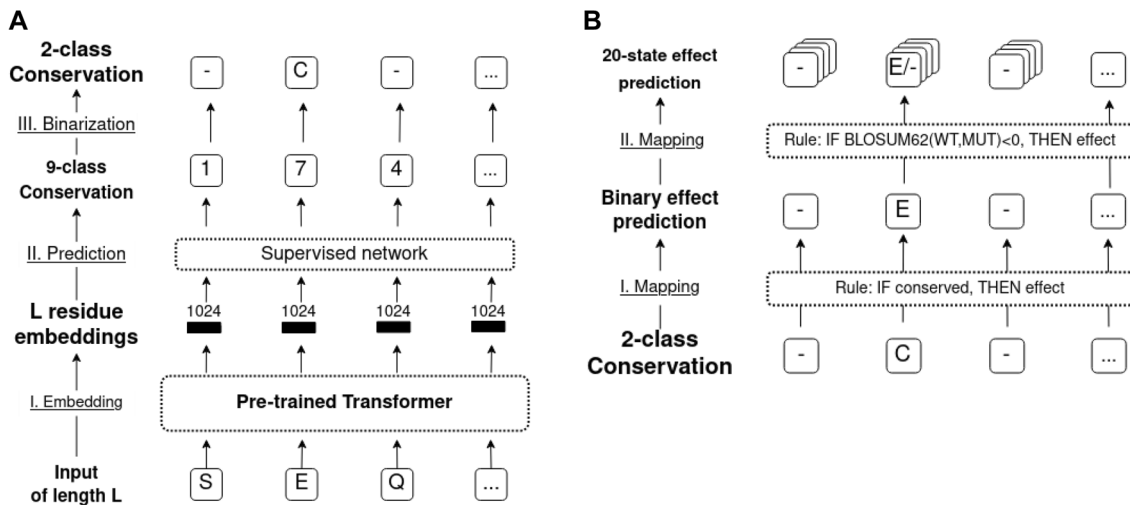 A
2-class
Conservation
- C - ...
III. Binarization
9-class
Conservation
1 7 4 ...
II. Prediction
Supervised network
L residue
embeddings
1024 1024 1024 1024
I. Embedding
Pre-trained Transformer
Input
of length L
S E Q ...
B
20-state effect
prediction
- E/- - ...
II. Mapping
Rule: IF BLOSUM62(WT,MUT)<0, THEN effect
Binary effect
prediction
- E - ...
I. Mapping
Rule: IF conserved, THEN effect
2-class
Conservation
- C - ...